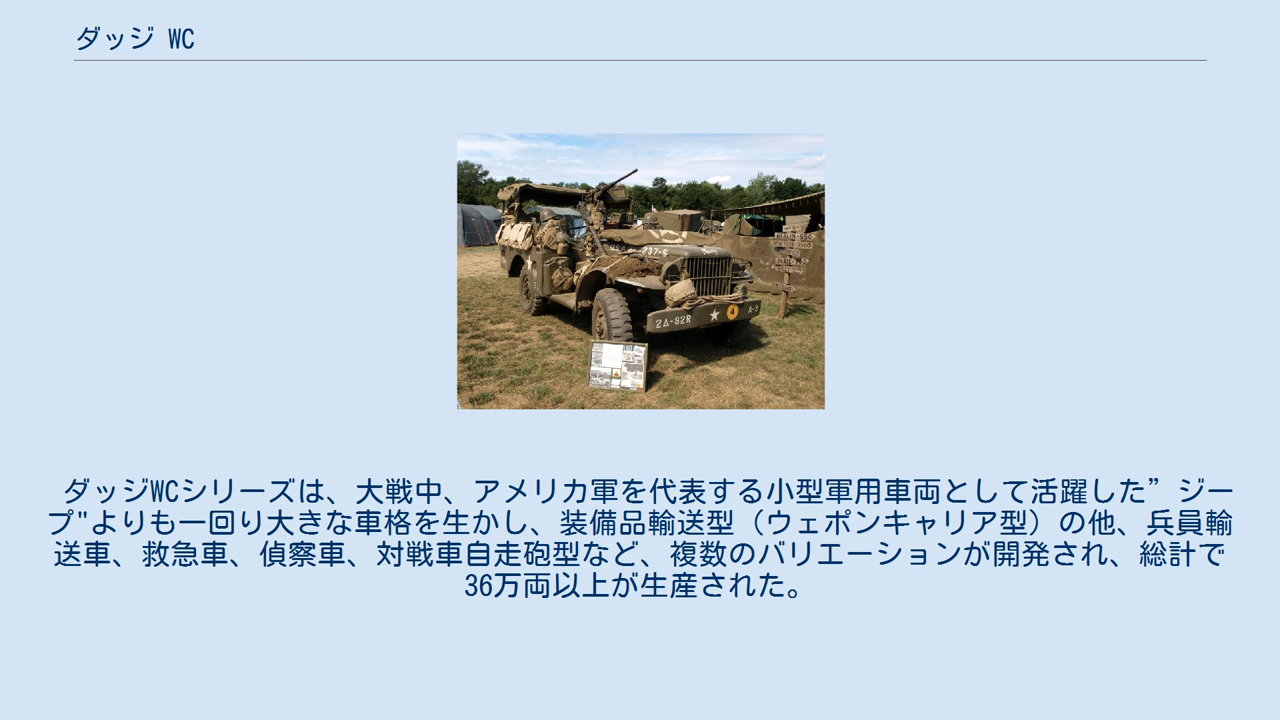 ダッジ WC
237-S
2A-82R
4
A-3
ダッジWCシリーズは、大戦中、アメリカ軍を代表する小型軍用車両として活躍した”ジー
プ"よりも一回り大きな車格を生かし、装備品輸送型（ウェポンキャリア型）の他、兵員輸
送車、救急車、偵察車、対戦車自走砲型など、複数のバリエーションが開発され、総計で
36万両以上が生産された。